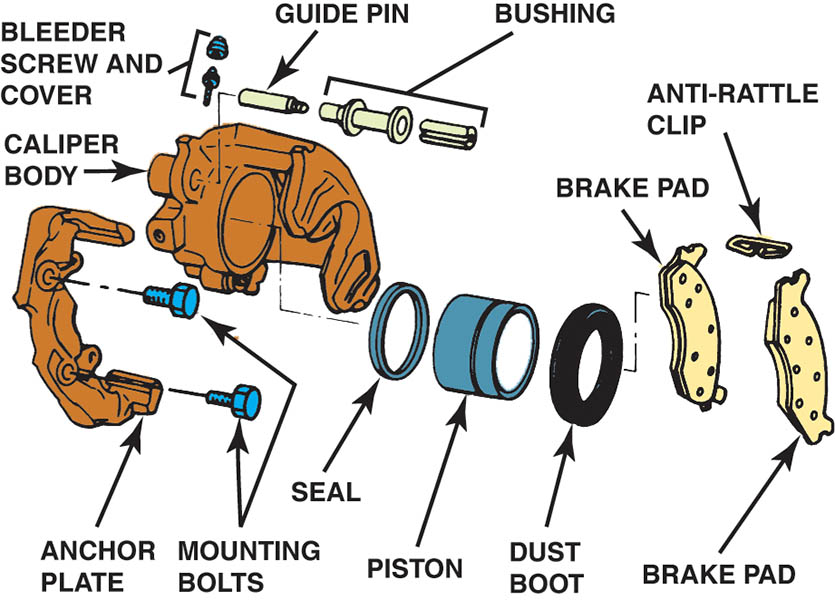 GUIDE PIN
BUSHING
BLEEDER
SCREW AND
COVER
ANTI-RATTLE
CLIP
CALIPER
BODY
BRAKE PAD
SEAL
ANCHOR
PLATE
MOUNTING
BOLTS
PISTON
DUST
BOOT
BRAKE PAD